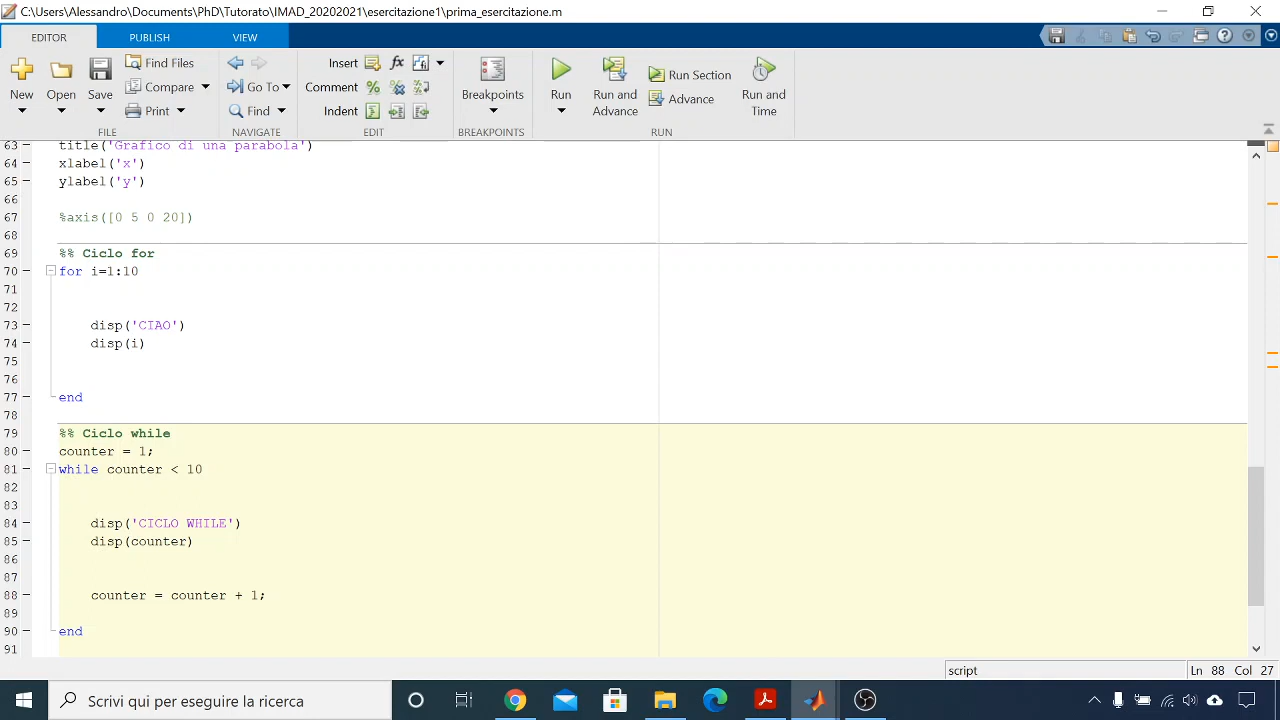 C:\Users\Alessandro\Documents\PhD\Tutorato\IMAD_20202021\esercitazione1\prima_esercitazione.m
EDITOR PUBLISH VIEW
New Open Save Find Files Compare Print
Go To Find
Insert fx
Comment
Indent
Breakpoints
Run
Run and Advance
Run Section
Advance
Run and Time
FILE NAVIGATE EDIT BREAKPOINTS RUN
63 title('Grafico di una parabola')
64 xlabel('x')
65 ylabel('y')
66
67 %axis([0 5 0 20])
68
69 %% Ciclo for
70 for i=1:10
71
72
73 disp('CIAO')
74 disp(i)
75
76
77 end
78
79 %% Ciclo while
80 counter = 1;
81 while counter < 10
82
83
84 disp('CICLO WHILE')
85 disp(counter)
86
87
88 counter = counter + 1;
89
90 end
91
script Ln 88 Col 27
Scrivi qui per eseguire la ricerca